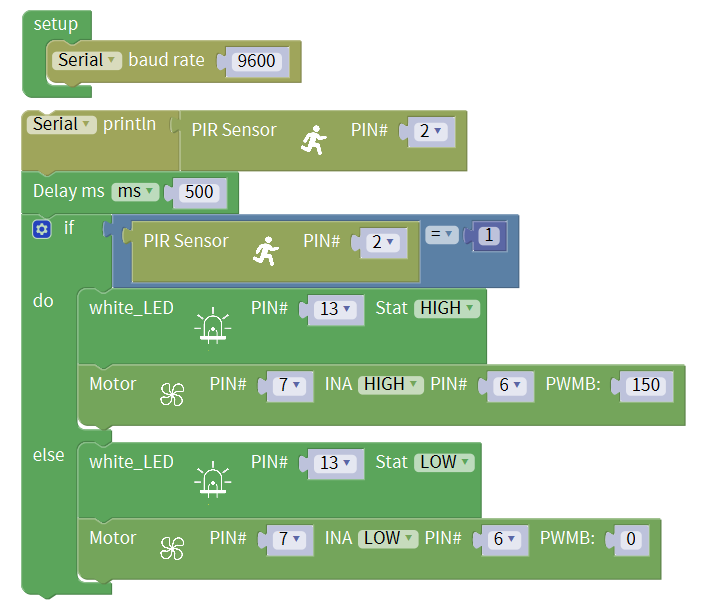 setup
Serial baud rate 9600
Serial println PIR Sensor PIN# 2
Delay ms ms 500
if PIR Sensor PIN# 2 = 1
do white_LED PIN# 13 Stat HIGH
Motor PIN# 7 INA HIGH PIN# 6 PWMB: 150
else white_LED PIN# 13 Stat LOW
Motor PIN# 7 INA LOW PIN# 6 PWMB: 0